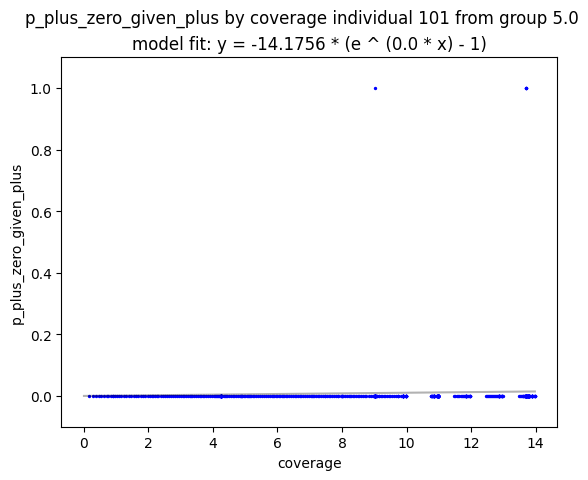 p_plus_zero_given_plus by coverage individual 101 from group 5.0
model fit: y = -14.1756 * (e ^ (0.0 * x) - 1)
1.0
0.8
0.6
0.4
0.2
0.0
p_plus_zero_given_plus
0 2 4 6 8 10 12 14
coverage